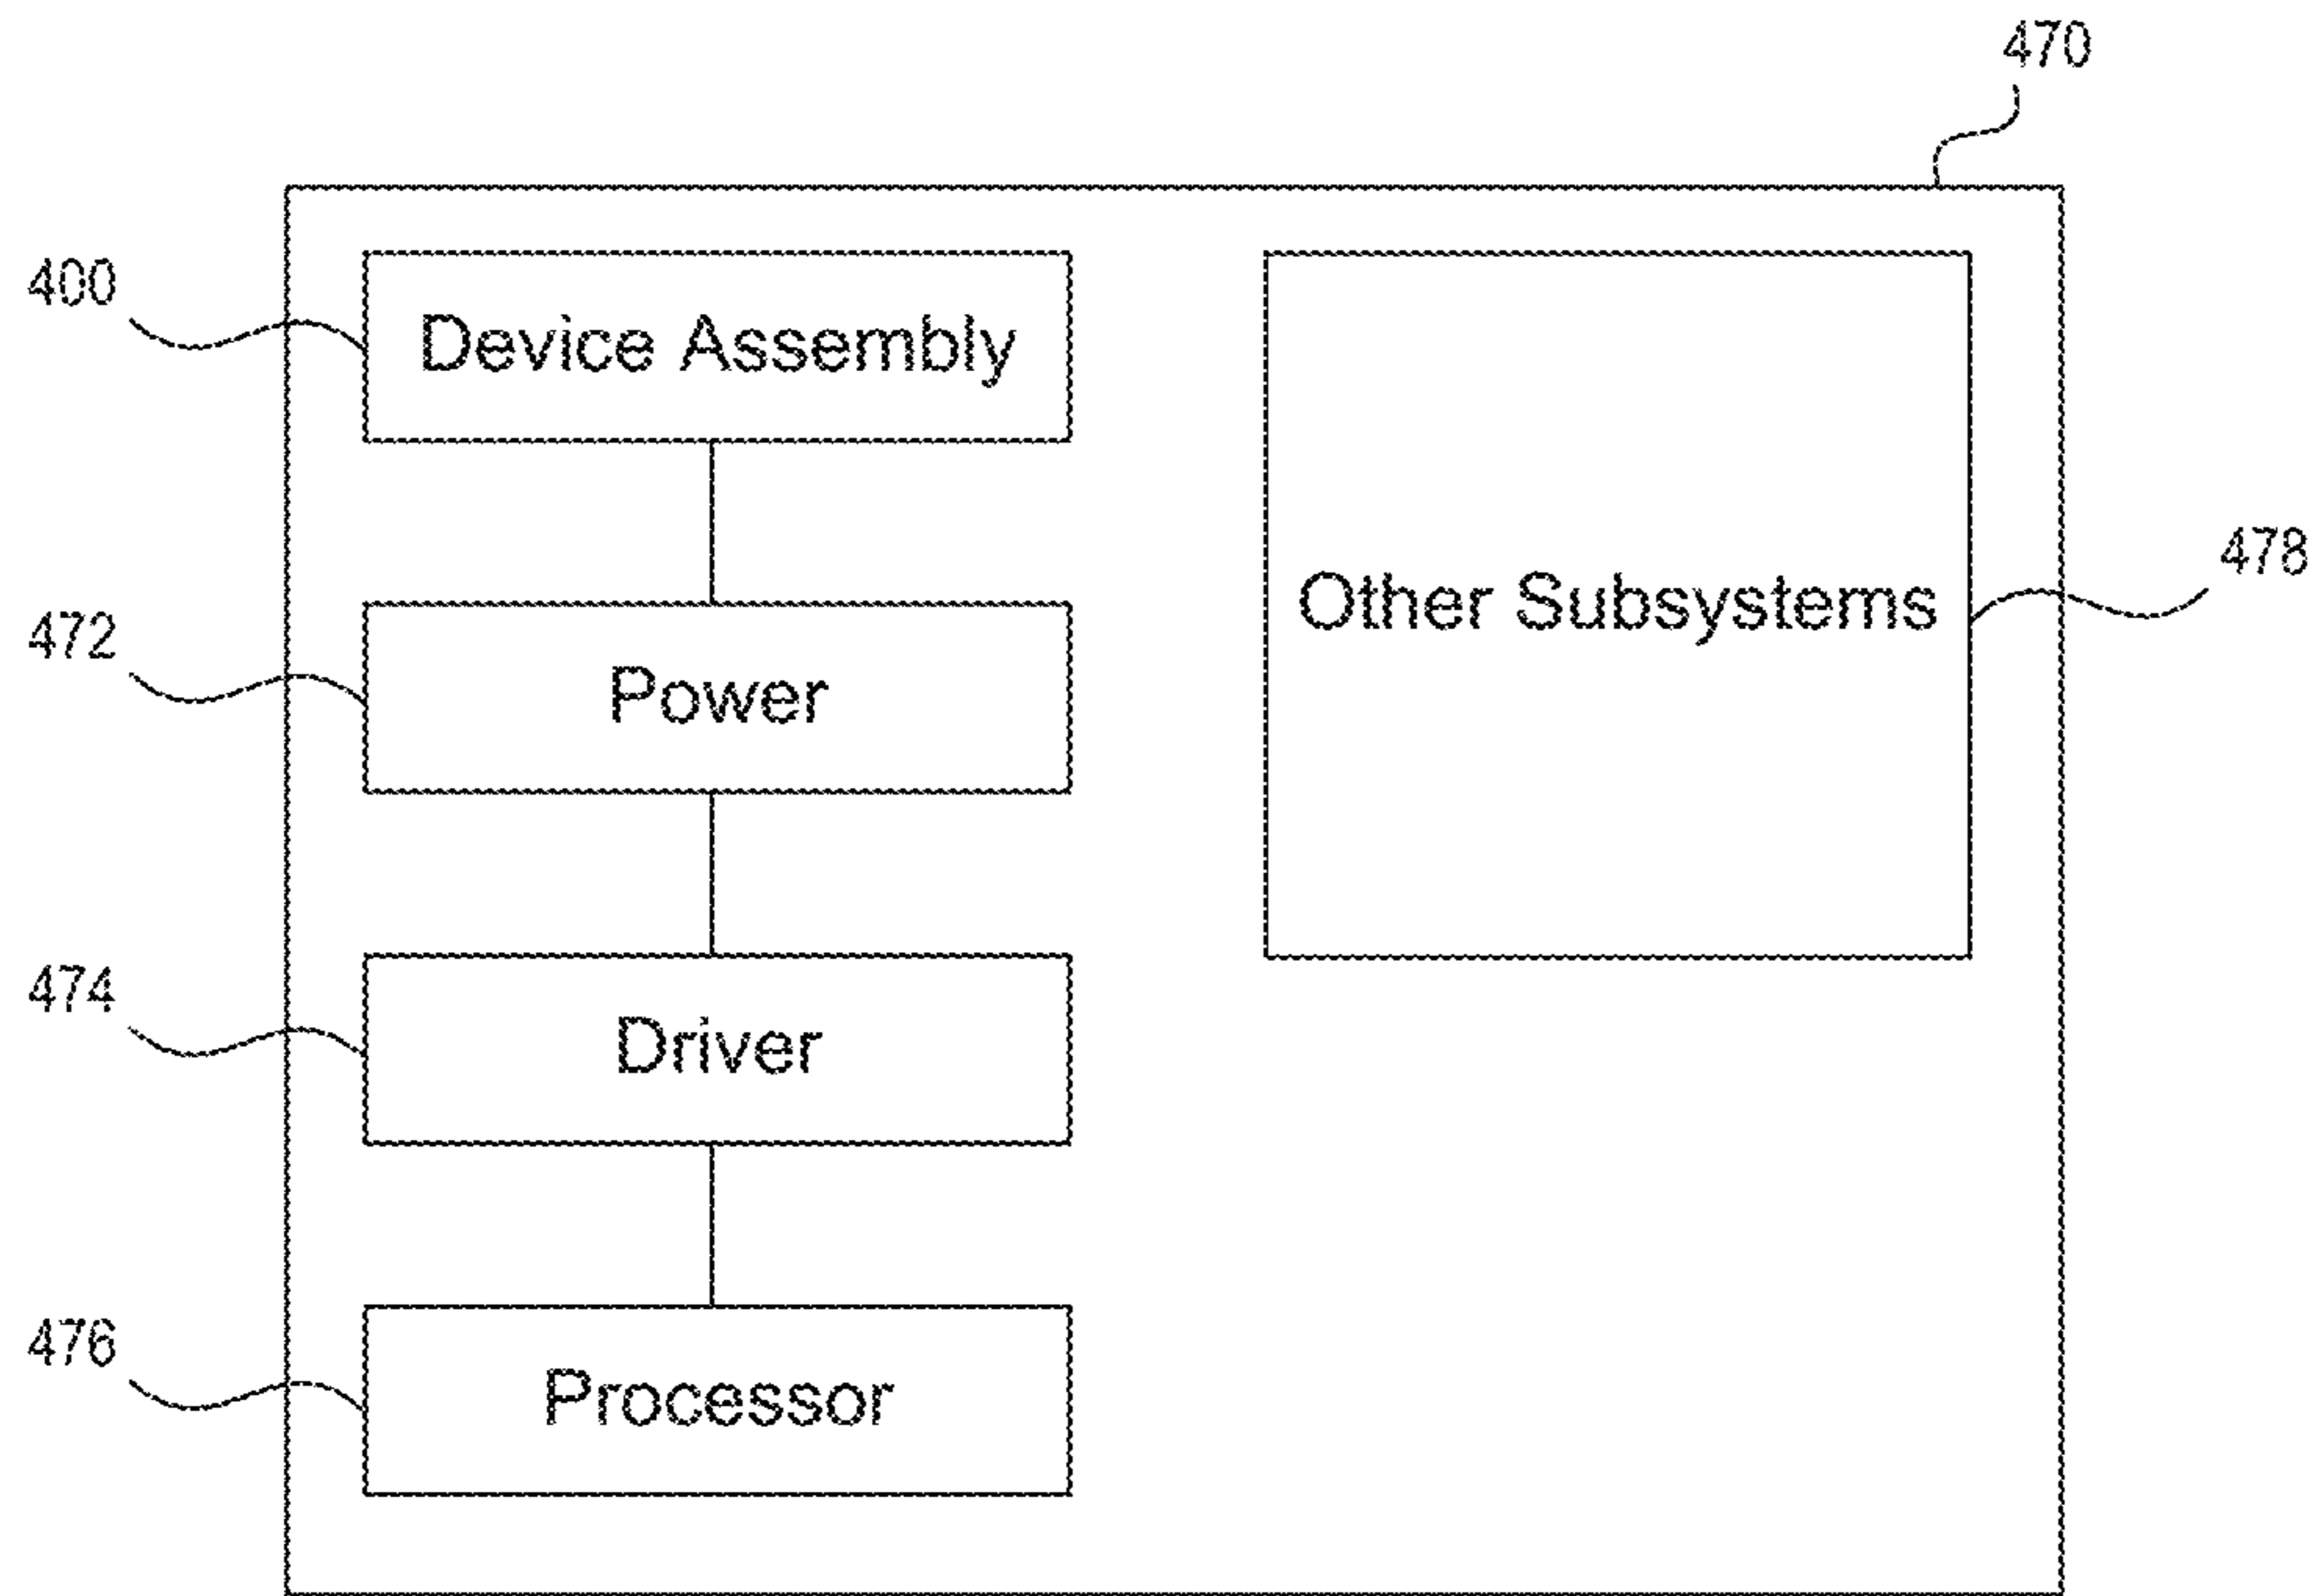 470
400
Device Assembly
478
Other Subsystems
472
Power
474
Driver
476
Processor